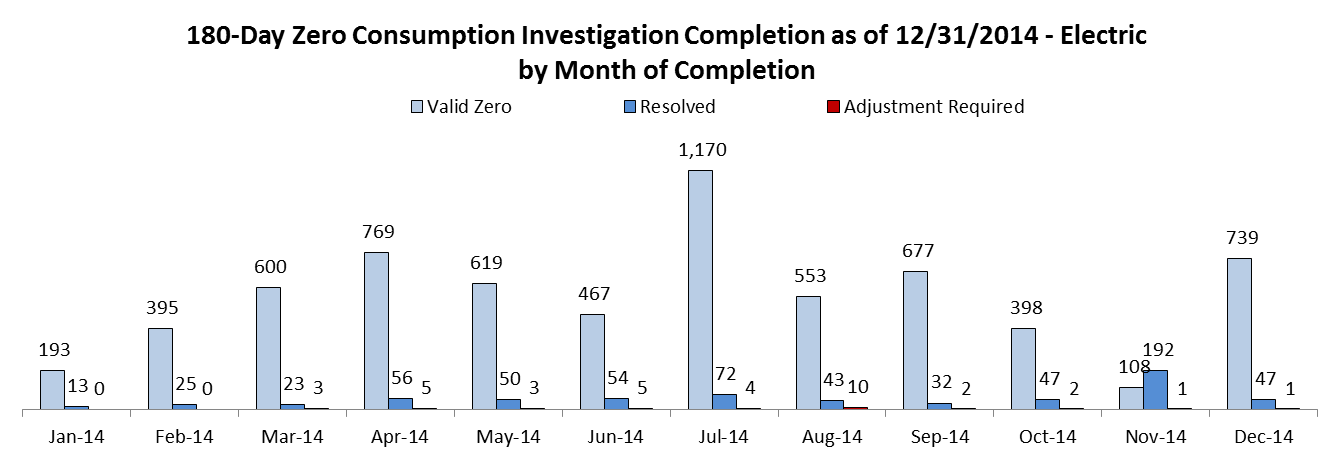 180-Day Zero Consumption Investigation Completion as of 12/31/2014 - Electric
by Month of Completion
Valid Zero Resolved Adjustment Required
193 13 0
395 25 0
600 23 3
769 56 5
619 50 3
467 54 5
1,170 72 4
553 43 10
677 32 2
398 47 2
108 192 1
739 47 1
Jan-14 Feb-14 Mar-14 Apr-14 May-14 Jun-14 Jul-14 Aug-14 Sep-14 Oct-14 Nov-14 Dec-14